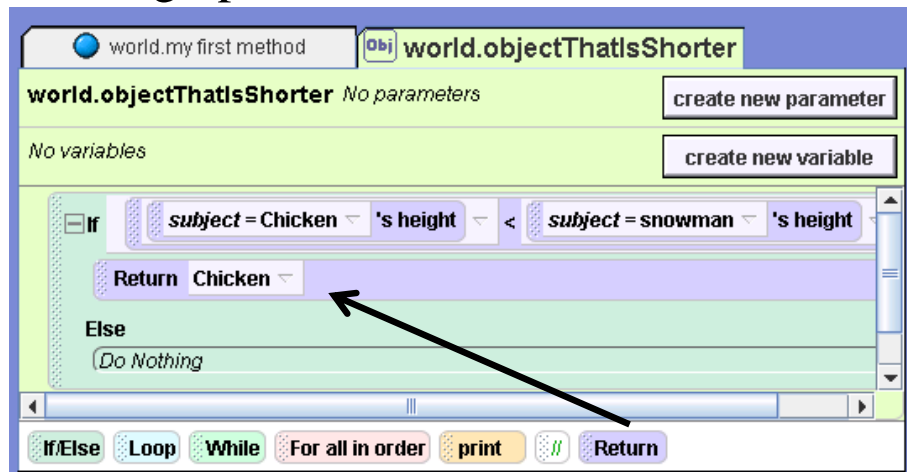 world.my first method Obj world.objectThatIsShorter
world.objectThatIsShorter No parameters create new parameter
No variables create new variable
If subject = Chicken 's height < subject = snowman 's height
Return Chicken
Else
(Do Nothing
If/Else Loop While For all in order print // Return